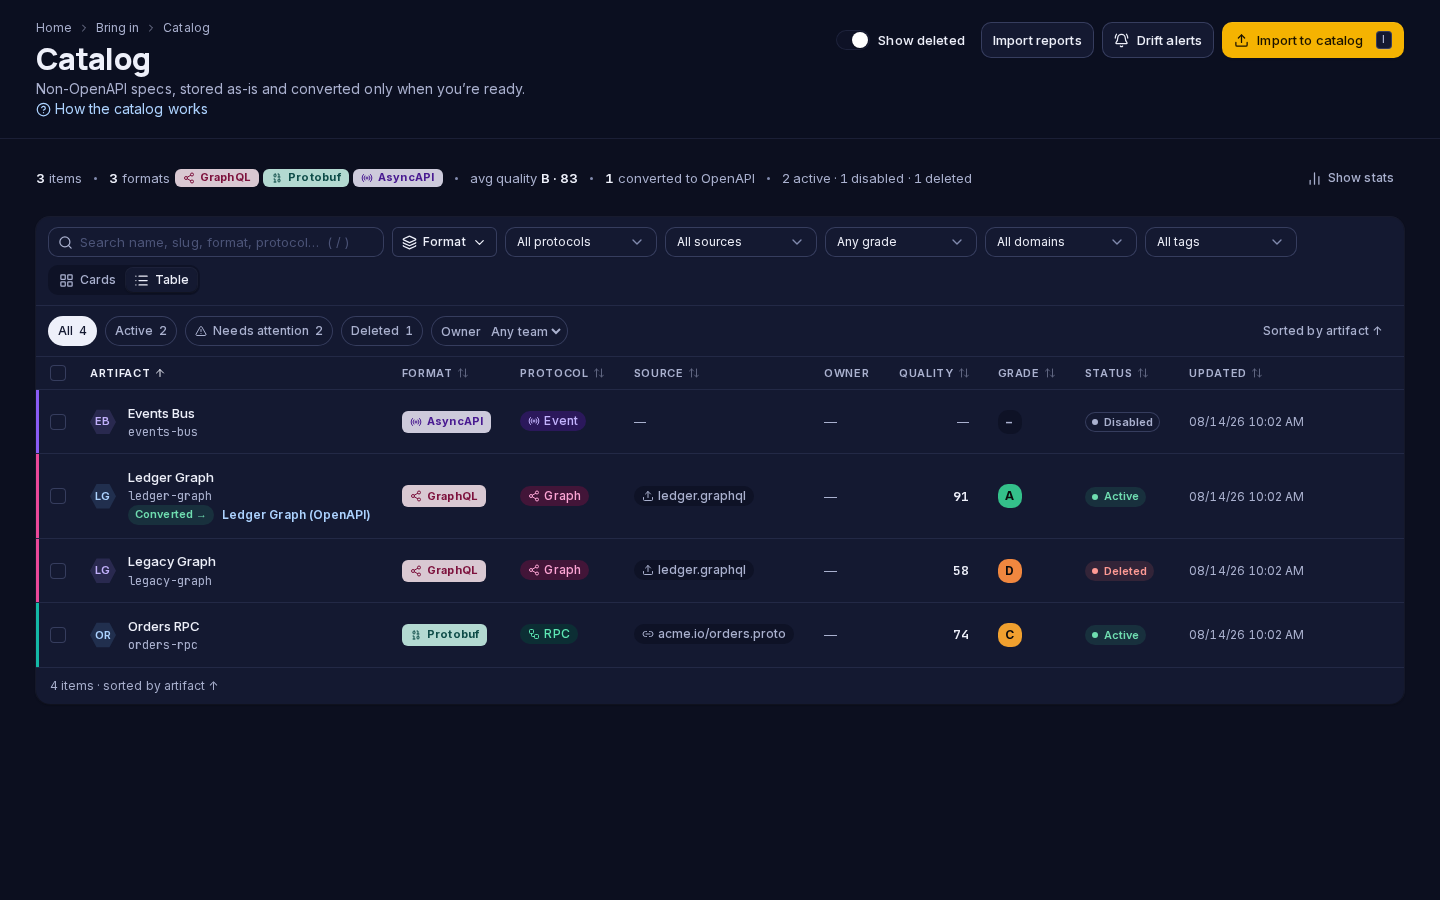 Home > Bring in > Catalog
Catalog
Non-OpenAPI specs, stored as-is and converted only when you’re ready.
How the catalog works
Show deleted
Import reports
Drift alerts
Import to catalog I
3 items • 3 formats GraphQL Protobuf AsyncAPI • avg quality B · 83 • 1 converted to OpenAPI • 2 active · 1 disabled · 1 deleted
Show stats
Search name, slug, format, protocol… ( / )
Format
All protocols
All sources
Any grade
All domains
All tags
Cards
Table
All 4
Active 2
Needs attention 2
Deleted 1
Owner Any team
Sorted by artifact ↑
ARTIFACT ↑ FORMAT PROTOCOL SOURCE OWNER QUALITY GRADE STATUS UPDATED
EB Events Bus
events-bus
AsyncAPI Event — — — – Disabled 08/14/26 10:02 AM
LG Ledger Graph
ledger-graph
Converted → Ledger Graph (OpenAPI)
GraphQL Graph ledger.graphql — 91 A Active 08/14/26 10:02 AM
LG Legacy Graph
legacy-graph
GraphQL Graph ledger.graphql — 58 D Deleted 08/14/26 10:02 AM
OR Orders RPC
orders-rpc
Protobuf RPC acme.io/orders.proto — 74 C Active 08/14/26 10:02 AM
4 items · sorted by artifact ↑